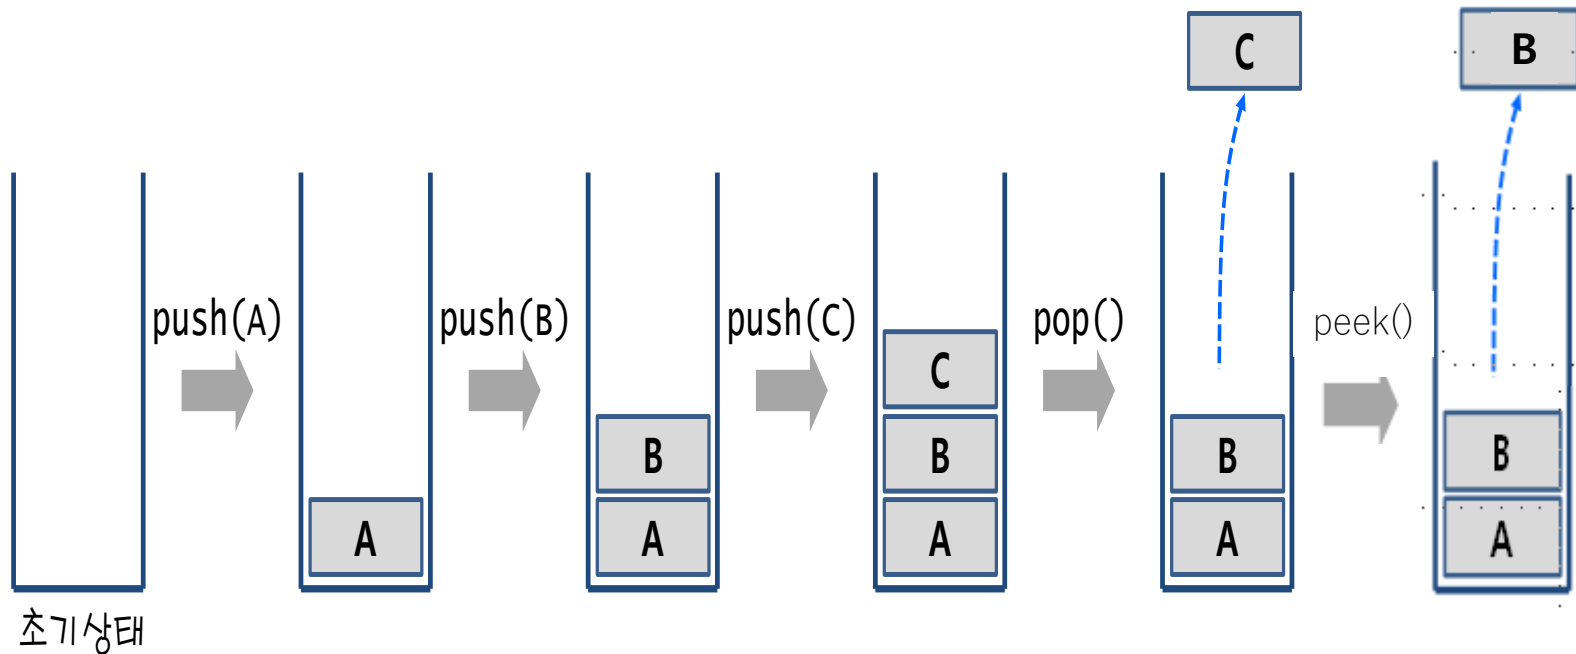 C
B
push(A)
push(B)
push(C)
pop()
peek()
C
B
B
B
B
A
A
A
A
A
초기상태